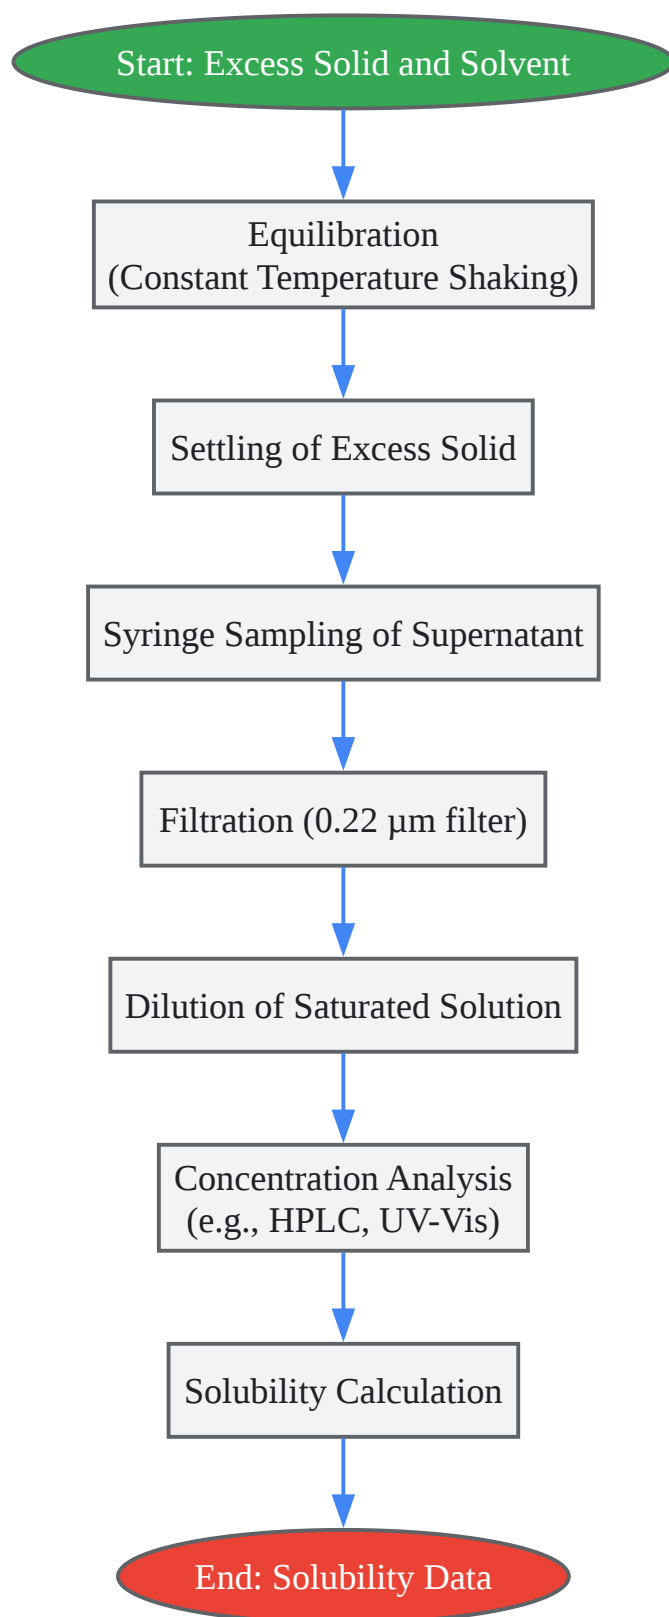 Start: Excess Solid and Solvent
Equilibration
(Constant Temperature Shaking)
Settling of Excess Solid
Syringe Sampling of Supernatant
Filtration (0.22 µm filter)
Dilution of Saturated Solution
Concentration Analysis
(e.g., HPLC, UV-Vis)
Solubility Calculation
End: Solubility Data